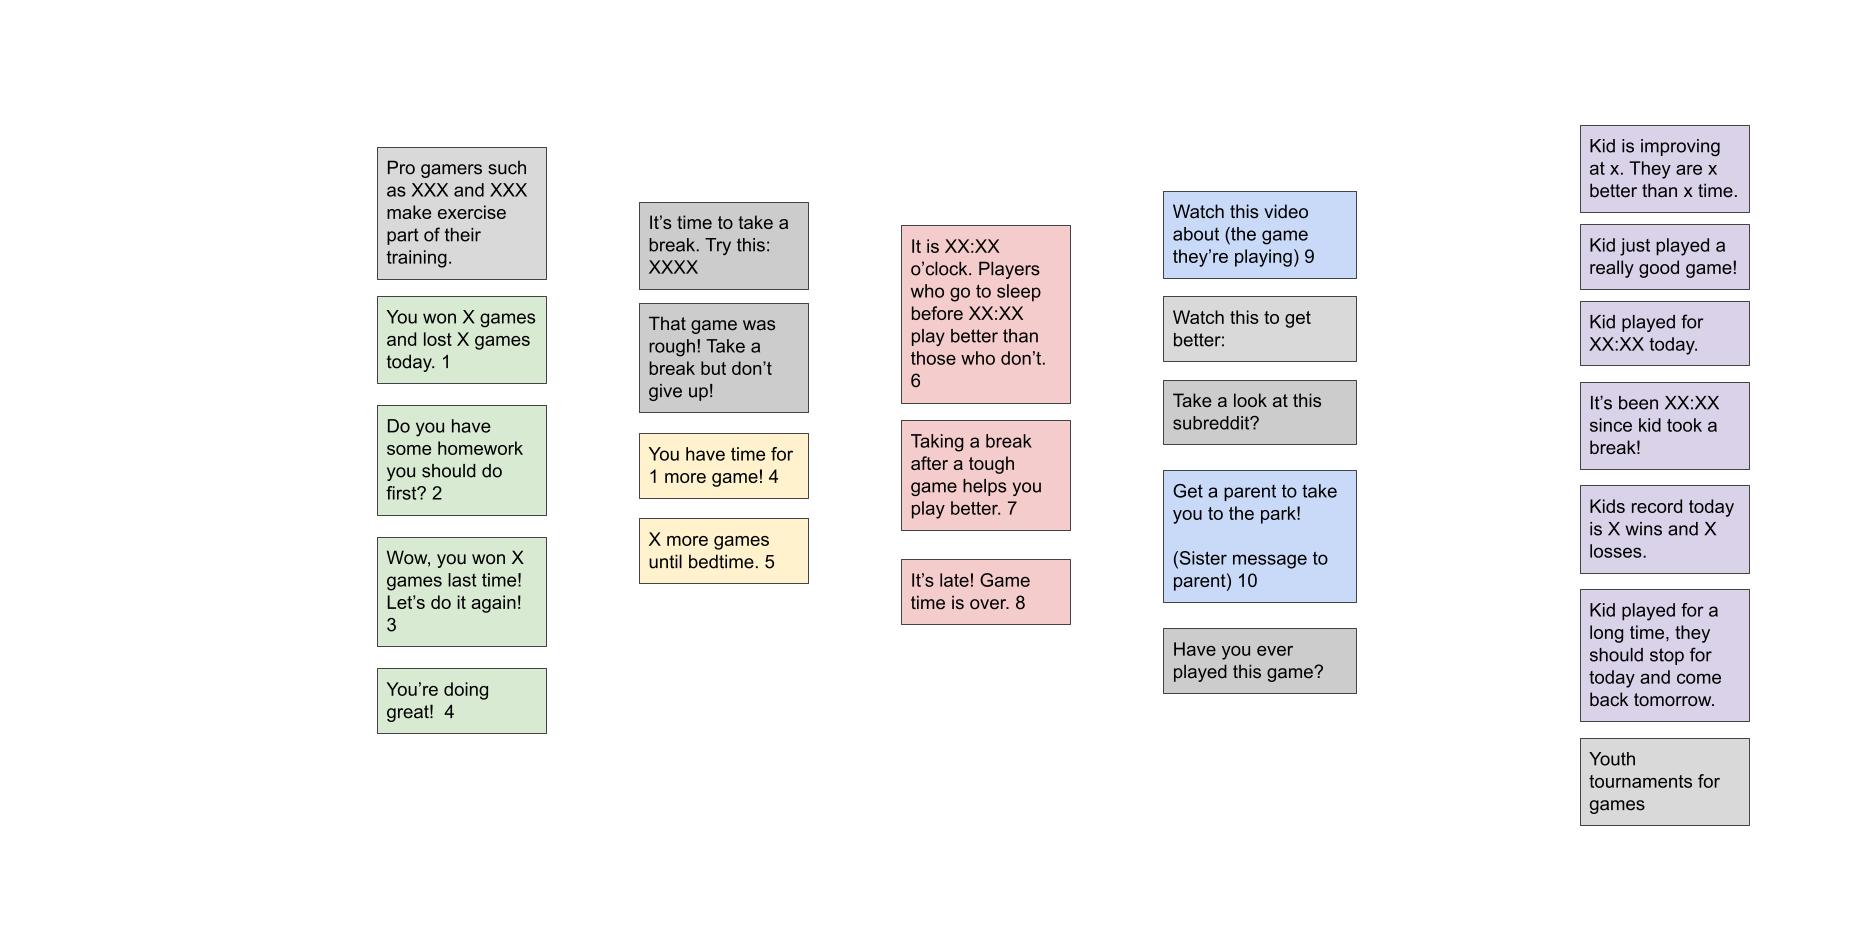 Pro gamers such
as XXX and XXX
make exercise
part of their
training.
You won X games
and lost X games
today. 1
Do you have
some homework
you should do
first? 2
Wow, you won X
games last time!
Let’s do it again!
3
You’re doing
great!  4
It’s time to take a
break. Try this:
XXXX
That game was
rough! Take a
break but don’t
give up!
You have time for
1 more game! 4
X more games
until bedtime. 5
It is XX:XX
o’clock. Players
who go to sleep
before XX:XX
play better than
those who don’t.
6
Taking a break
after a tough
game helps you
play better. 7
It’s late! Game
time is over. 8
Watch this video
about (the game
they’re playing) 9
Watch this to get
better:
Take a look at this
subreddit?
Get a parent to take
you to the park!
(Sister message to
parent) 10
Have you ever
played this game?
Kid is improving
at x. They are x
better than x time.
Kid just played a
really good game!
Kid played for
XX:XX today.
It’s been XX:XX
since kid took a
break!
Kids record today
is X wins and X
losses.
Kid played for a
long time, they
should stop for
today and come
back tomorrow.
Youth
tournaments for
games